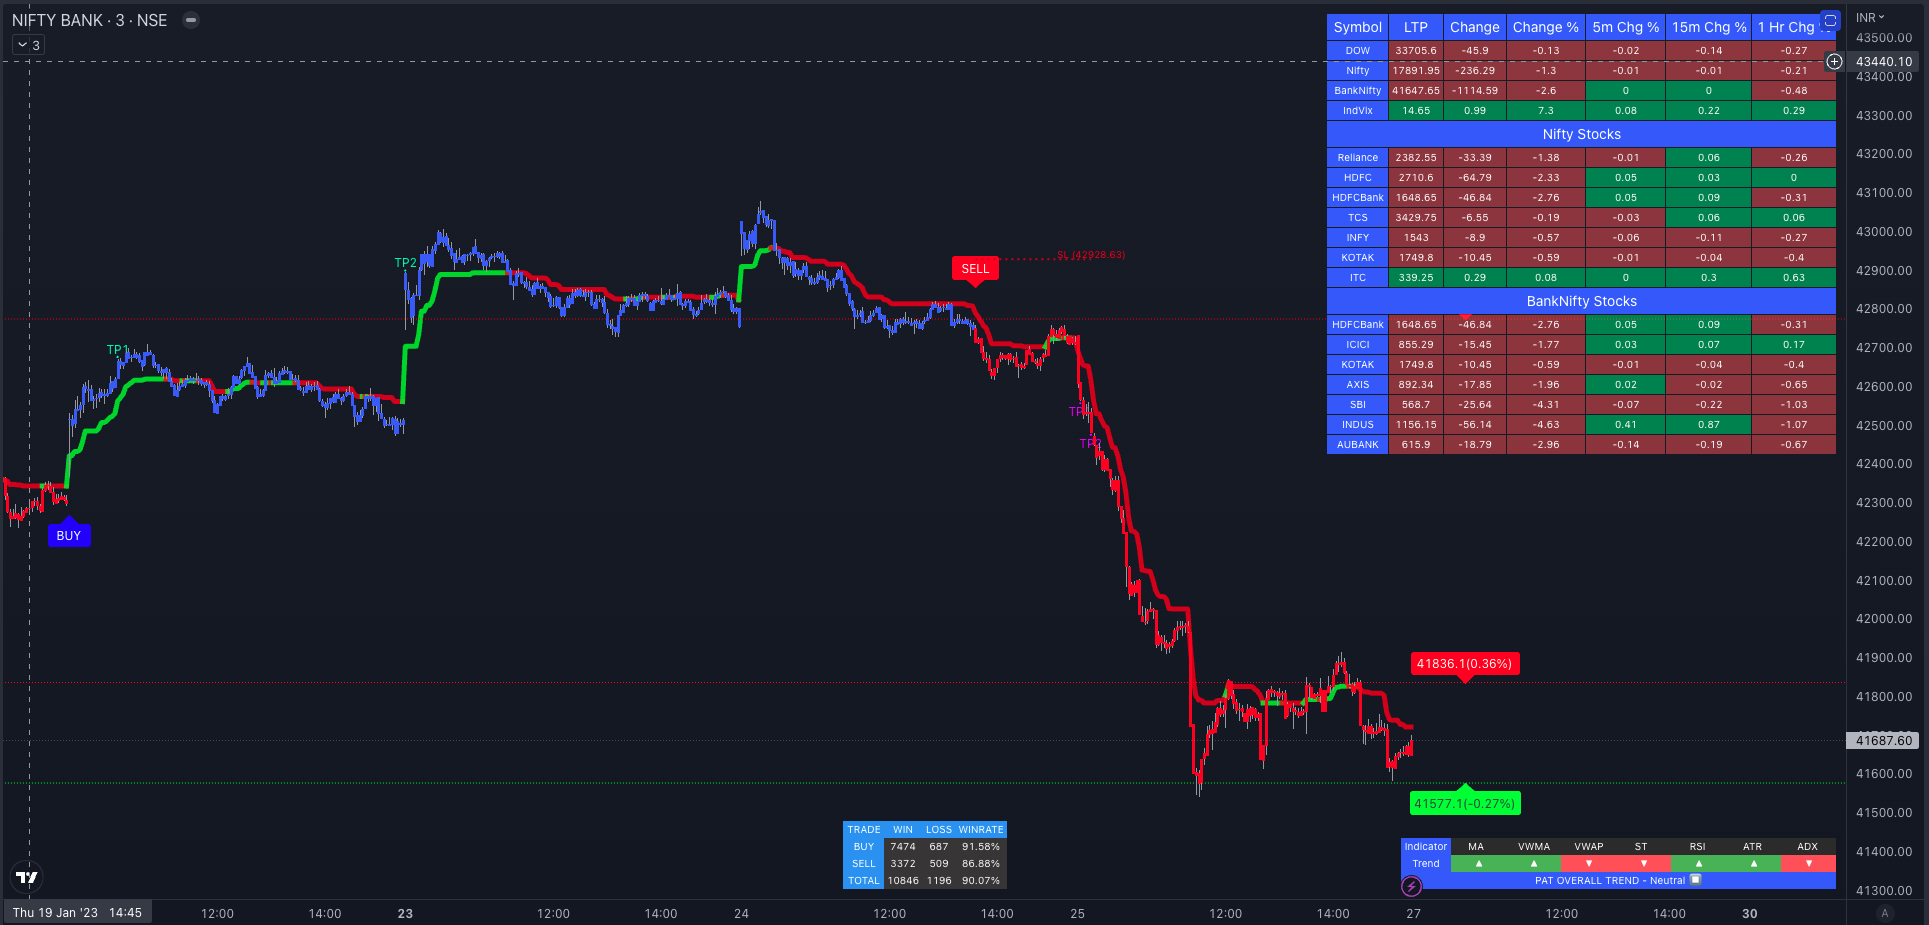 NIFTY BANK · 3 · NSE
3
INR
43500.00
43440.10
43400.00
43300.00
43200.00
43100.00
43000.00
42900.00
42800.00
42700.00
42600.00
42500.00
42400.00
42300.00
42200.00
42100.00
42000.00
41900.00
41800.00
41687.60
41600.00
41500.00
41400.00
41300.00
Symbol LTP Change Change % 5m Chg % 15m Chg % 1 Hr Chg
DOW 33705.6 -45.9 -0.13 -0.02 -0.14 -0.27
Nifty 17891.95 -236.29 -1.3 -0.01 -0.01 -0.21
BankNifty 41647.65 -1114.59 -2.6 0 0 -0.48
IndVix 14.65 0.99 7.3 0.08 0.22 0.29
Nifty Stocks
Reliance 2382.55 -33.39 -1.38 -0.01 0.06 -0.26
HDFC 2710.6 -64.79 -2.33 0.05 0.03 0
HDFCBank 1648.65 -46.84 -2.76 0.05 0.09 -0.31
TCS 3429.75 -6.55 -0.19 -0.03 0.06 0.06
INFY 1543 -8.9 -0.57 -0.06 -0.11 -0.27
KOTAK 1749.8 -10.45 -0.59 -0.01 -0.04 -0.4
ITC 339.25 0.29 0.08 0 0.3 0.63
BankNifty Stocks
HDFCBank 1648.65 -46.84 -2.76 0.05 0.09 -0.31
ICICI 855.29 -15.45 -1.77 0.03 0.07 0.17
KOTAK 1749.8 -10.45 -0.59 -0.01 -0.04 -0.4
AXIS 892.34 -17.85 -1.96 0.02 -0.02 -0.65
SBI 568.7 -25.64 -4.31 -0.07 -0.22 -1.03
INDUS 1156.15 -56.14 -4.63 0.41 0.87 -1.07
AUBANK 615.9 -18.79 -2.96 -0.14 -0.19 -0.67
TP2
SELL
SL (42928.63)
TP1
TP2
BUY
41836.1(0.36%)
41577.1(-0.27%)
TRADE WIN LOSS WINRATE
BUY 7474 687 91.58%
SELL 3372 509 86.88%
TOTAL 10846 1196 90.07%
Indicator MA VWMA VWAP ST RSI ATR ADX
Trend ▲ ▲ ▼ ▼ ▲ ▲ ▼
PAT OVERALL TREND - Neutral
Thu 19 Jan '23 14:45 12:00 14:00 23 12:00 14:00 24 12:00 14:00 25 12:00 14:00 27 12:00 14:00 30 A